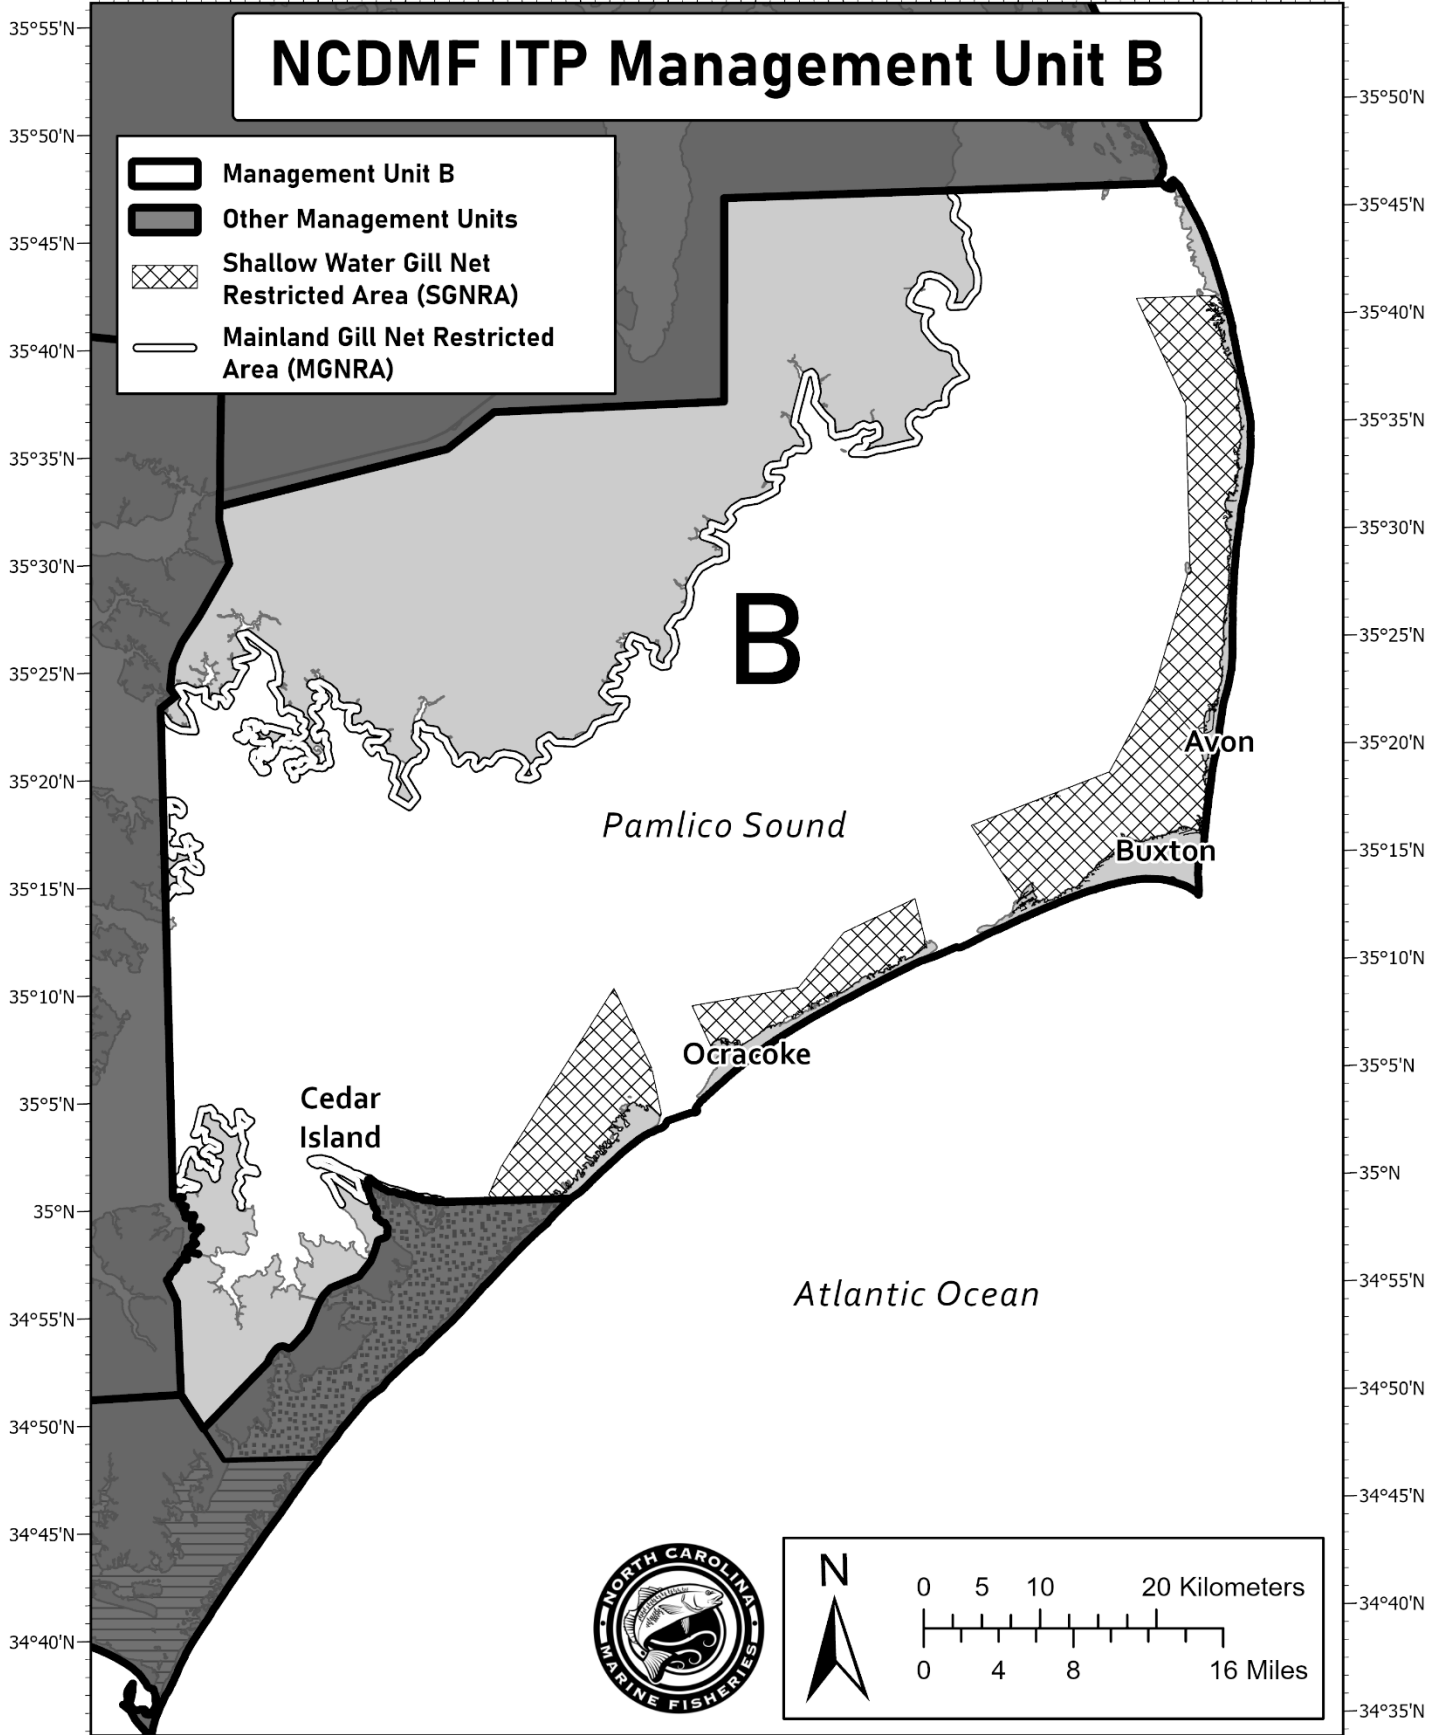 NCDMF ITP Management Unit B
Management Unit B
Other Management Units
Shallow Water Gill Net
Restricted Area (SGNRA)
Mainland Gill Net Restricted
Area (MGNRA)
35°55'N
35°50'N
35°45'N
35°40'N
35°35'N
35°30'N
35°25'N
35°20'N
35°15'N
35°10'N
35°5'N
35°N
34°55'N
34°50'N
34°45'N
34°40'N
35°50'N
35°45'N
35°40'N
35°35'N
35°30'N
35°25'N
35°20'N
35°15'N
35°10'N
35°5'N
35°N
34°55'N
34°50'N
34°45'N
34°40'N
34°35'N
B
Avon
Pamlico Sound
Buxton
Ocracoke
Cedar
Island
Atlantic Ocean
NORTH CAROLINA
MARINE FISHERIES
N
0 5 10 20 Kilometers
0 4 8 16 Miles